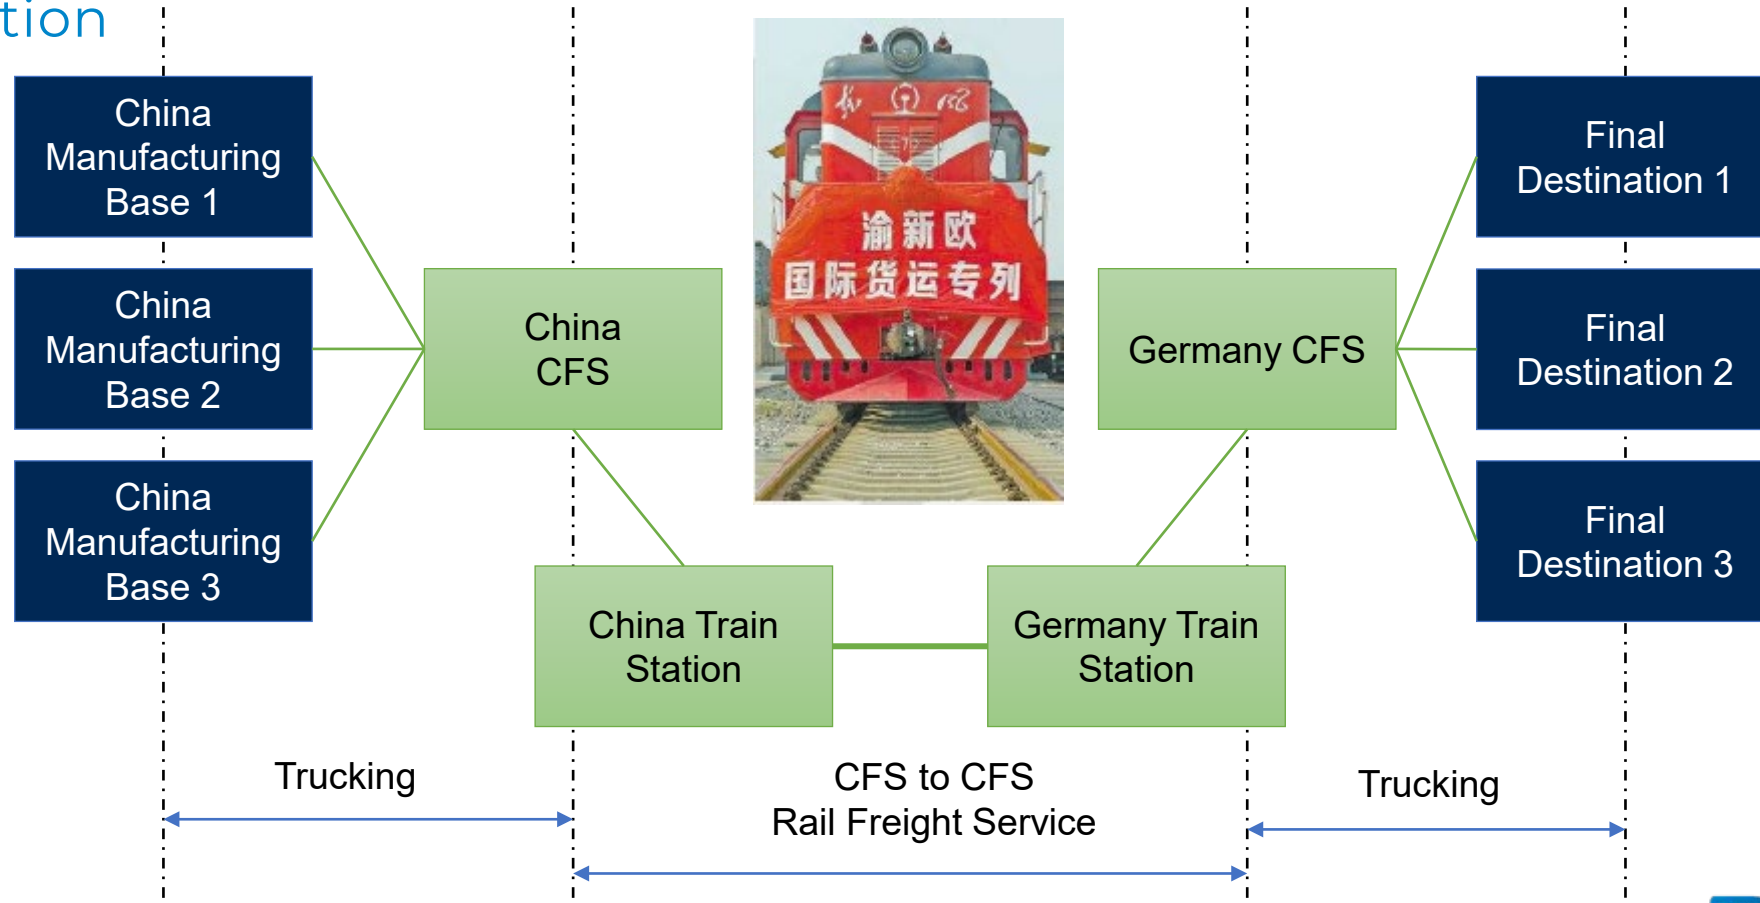 tion
China
Manufacturing
Base 1
China
Manufacturing
Base 2
China
Manufacturing
Base 3
China
CFS
渝新欧
国际货运专列
Germany CFS
Final
Destination 1
Final
Destination 2
Final
Destination 3
China Train
Station
Germany Train
Station
Trucking
CFS to CFS
Rail Freight Service
Trucking